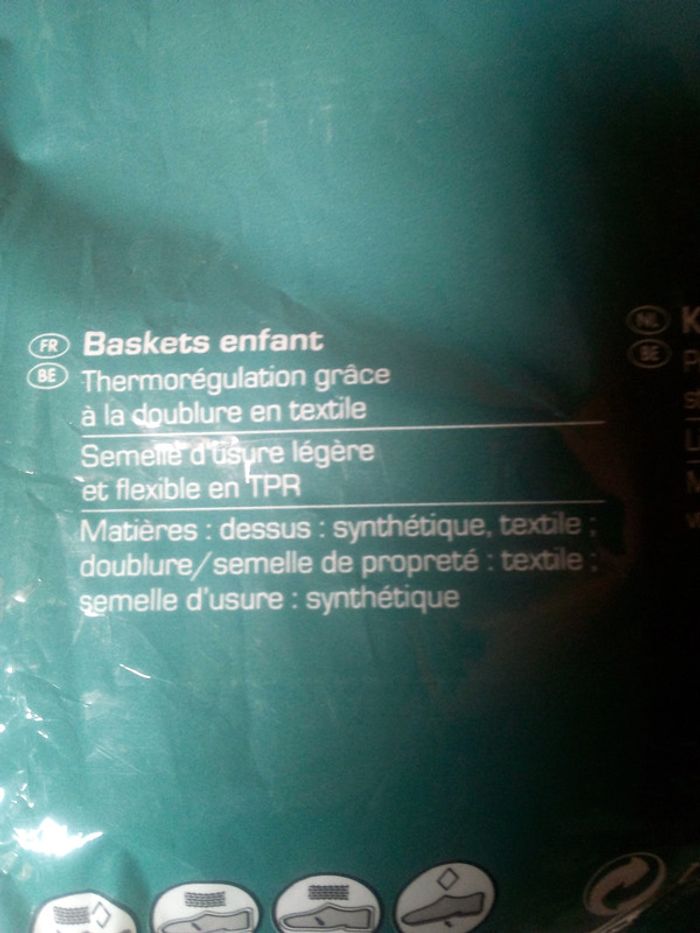 FR Baskets enfant
BE Thermorégulation grâce
à la doublure en textile
Semelle d'usure légère
et flexible en TPR
Matières : dessus : synthétique, textile ;
doublure/semelle de propreté : textile ;
semelle d'usure : synthétique
NL K
BE